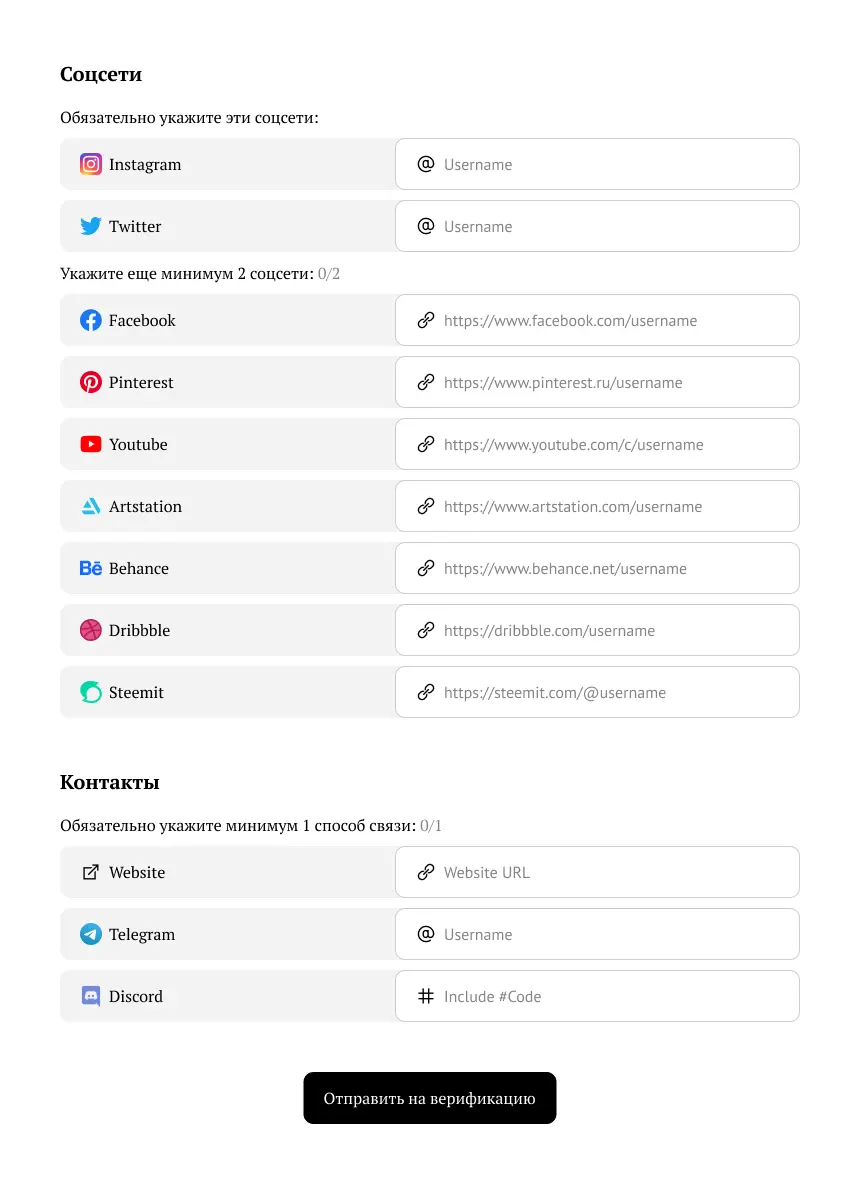 Соцсети
Обязательно укажите эти соцсети:
Instagram @ Username
Twitter @ Username
Укажите еще минимум 2 соцсети: 0/2
Facebook https://www.facebook.com/username
Pinterest https://www.pinterest.ru/username
Youtube https://www.youtube.com/c/username
Artstation https://www.artstation.com/username
Bē Behance https://www.behance.net/username
Dribbble https://dribbble.com/username
Steemit https://steemit.com/@username
Контакты
Обязательно укажите минимум 1 способ связи: 0/1
Website Website URL
Telegram @ Username
Discord # Include #Code
Отправить на верификацию